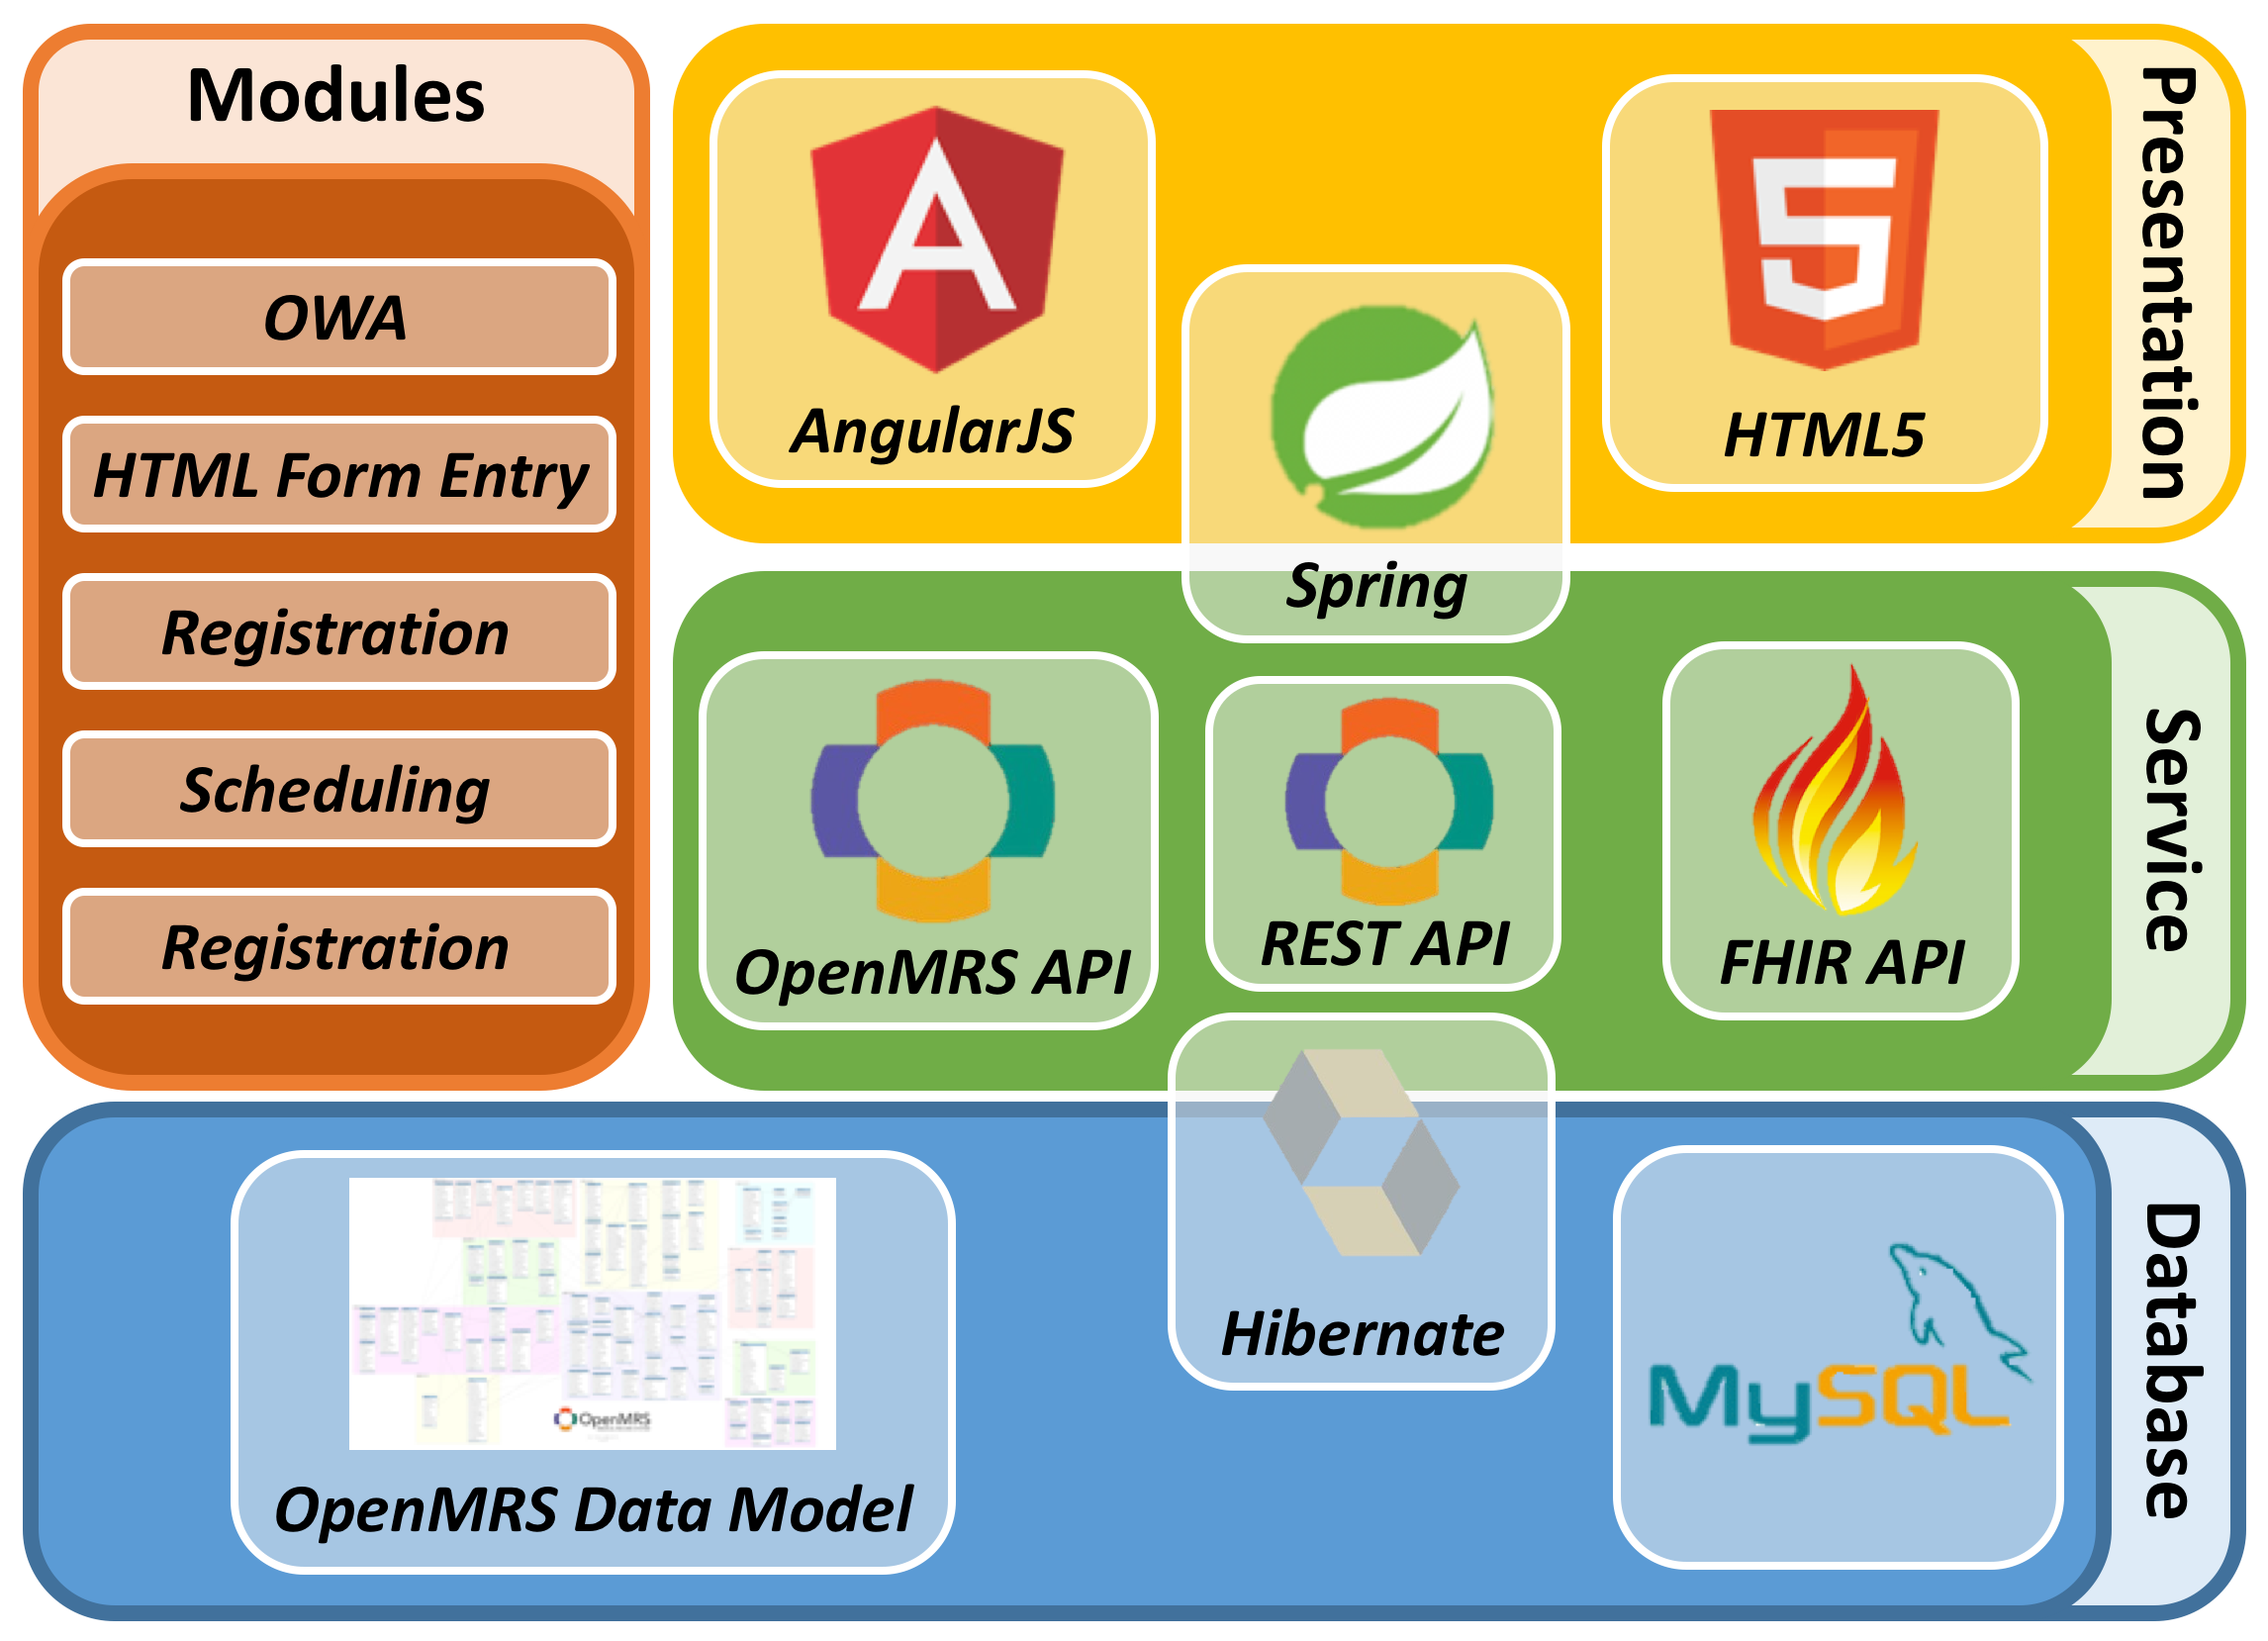 Modules
OWA
HTML Form Entry
Registration
Scheduling
Registration
Presentation
AngularJS
HTML5
Spring
Service
OpenMRS API
REST API
FHIR API
Database
Hibernate
OpenMRS
OpenMRS Data Model
MySQL